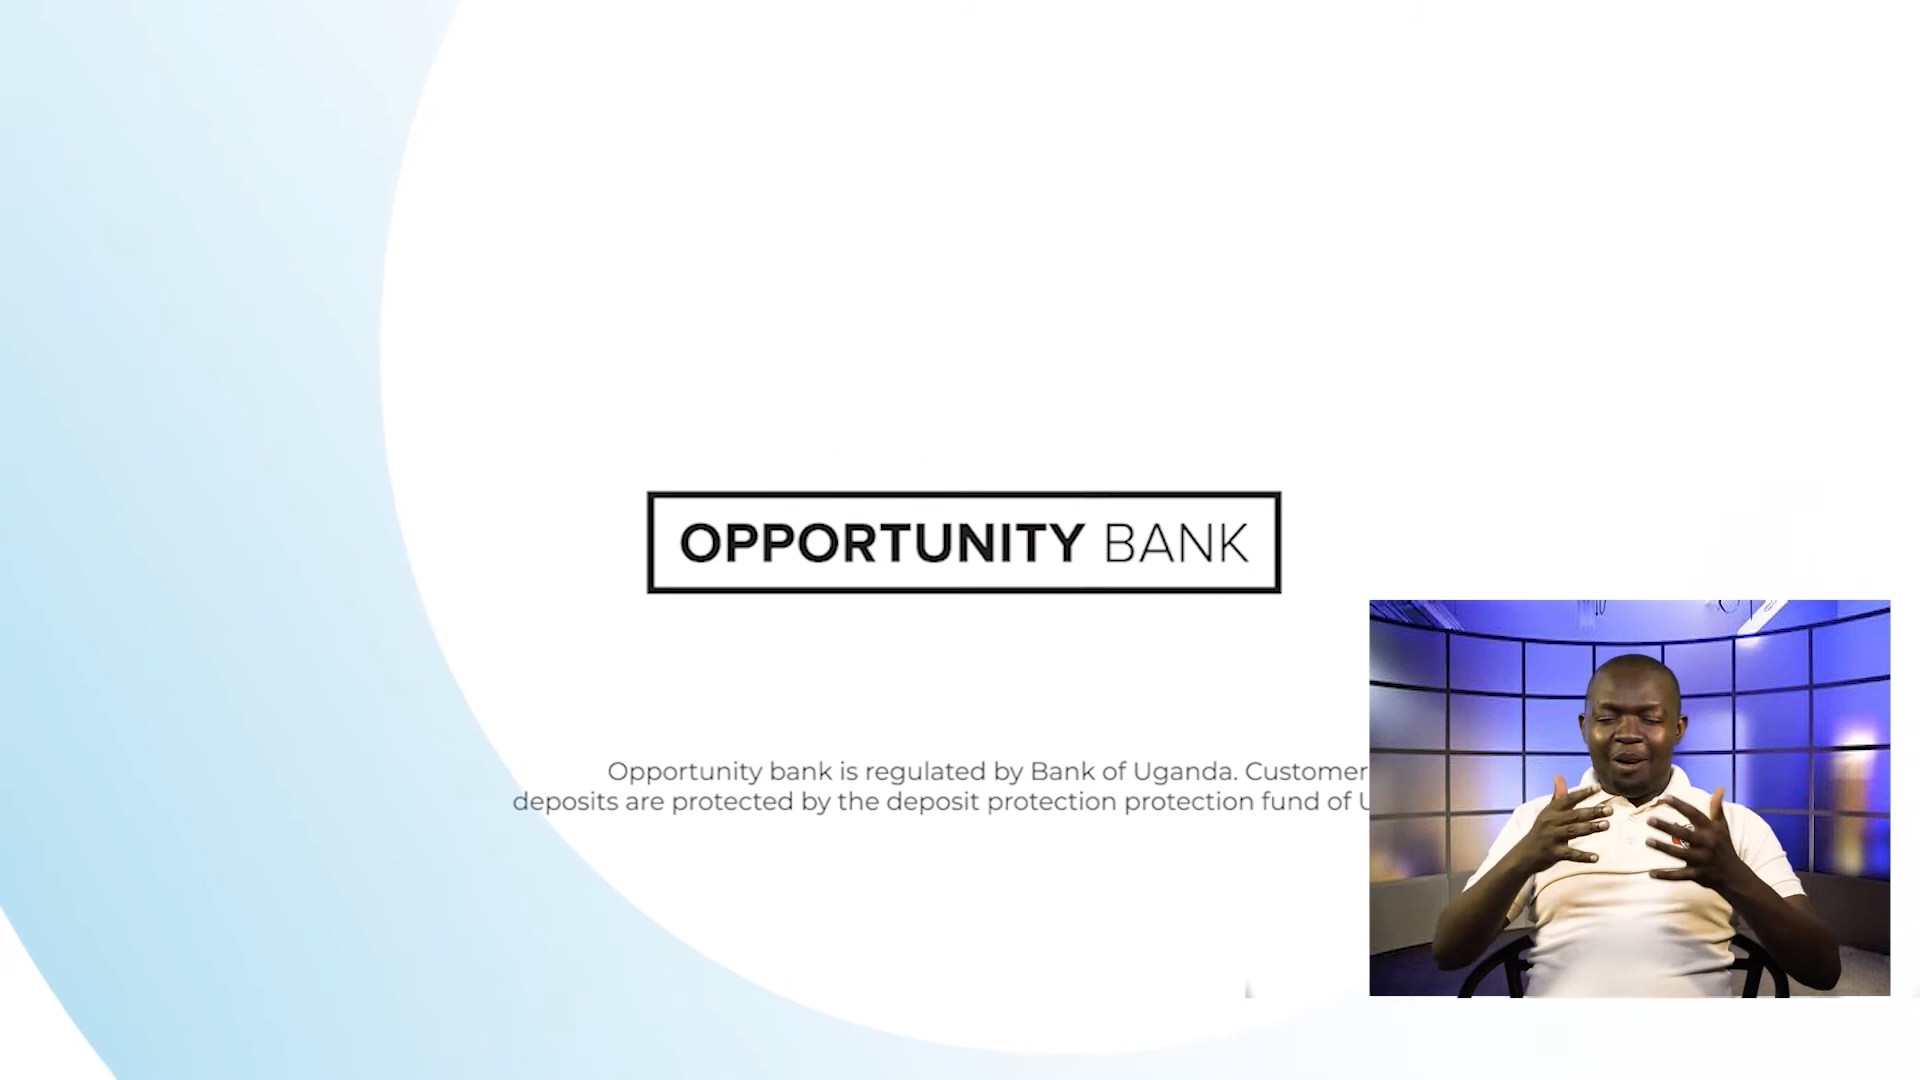 OPPORTUNITY BANK
Opportunity bank is regulated by Bank of Uganda. Customer
deposits are protected by the deposit protection protection fund of U